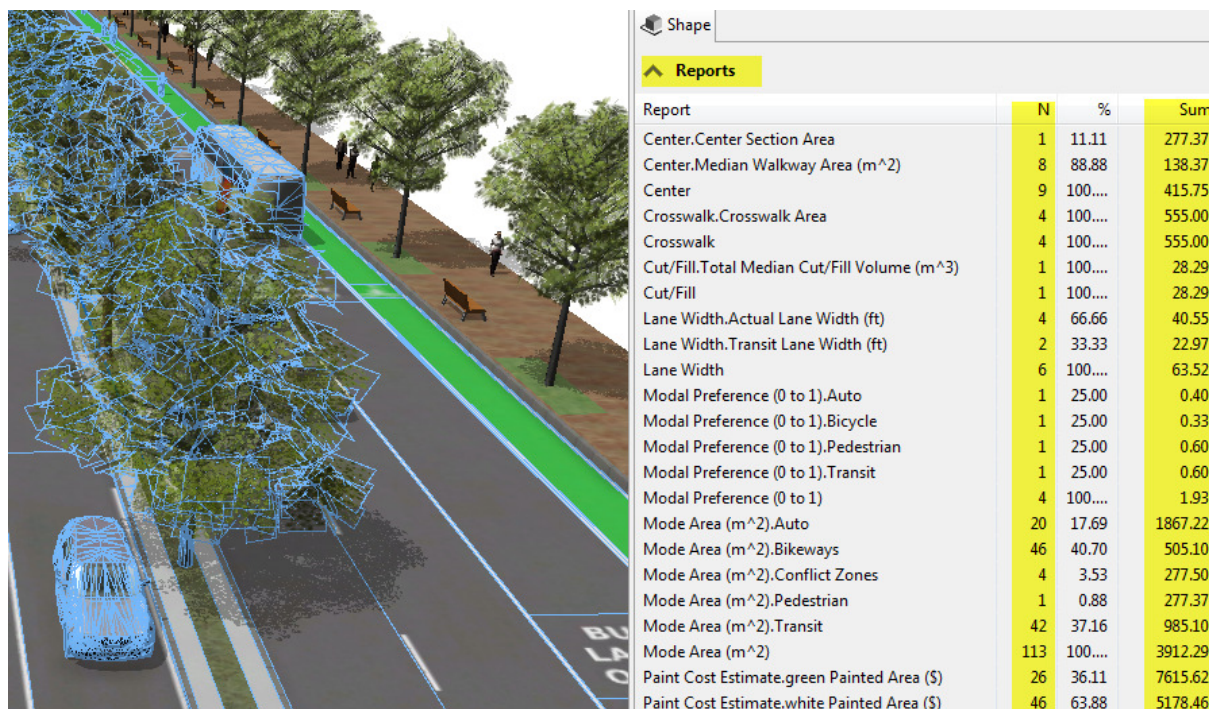 Shape
Reports
Report N % Sum
Center.Center Section Area 1 11.11 277.37
Center.Median Walkway Area (m^2) 8 88.88 138.37
Center 9 100.... 415.75
Crosswalk.Crosswalk Area 4 100.... 555.00
Crosswalk 4 100.... 555.00
Cut/Fill.Total Median Cut/Fill Volume (m^3) 1 100.... 28.29
Cut/Fill 1 100.... 28.29
Lane Width.Actual Lane Width (ft) 4 66.66 40.55
Lane Width.Transit Lane Width (ft) 2 33.33 22.97
Lane Width 6 100.... 63.52
Modal Preference (0 to 1).Auto 1 25.00 0.40
Modal Preference (0 to 1).Bicycle 1 25.00 0.33
Modal Preference (0 to 1).Pedestrian 1 25.00 0.60
Modal Preference (0 to 1).Transit 1 25.00 0.60
Modal Preference (0 to 1) 4 100.... 1.93
Mode Area (m^2).Auto 20 17.69 1867.22
Mode Area (m^2).Bikeways 46 40.70 505.10
Mode Area (m^2).Conflict Zones 4 3.53 277.50
Mode Area (m^2).Pedestrian 1 0.88 277.37
Mode Area (m^2).Transit 42 37.16 985.10
Mode Area (m^2) 113 100.... 3912.29
Paint Cost Estimate.green Painted Area ($) 26 36.11 7615.62
Paint Cost Estimate.white Painted Area ($) 46 63.88 5178.46
BU
LA
O